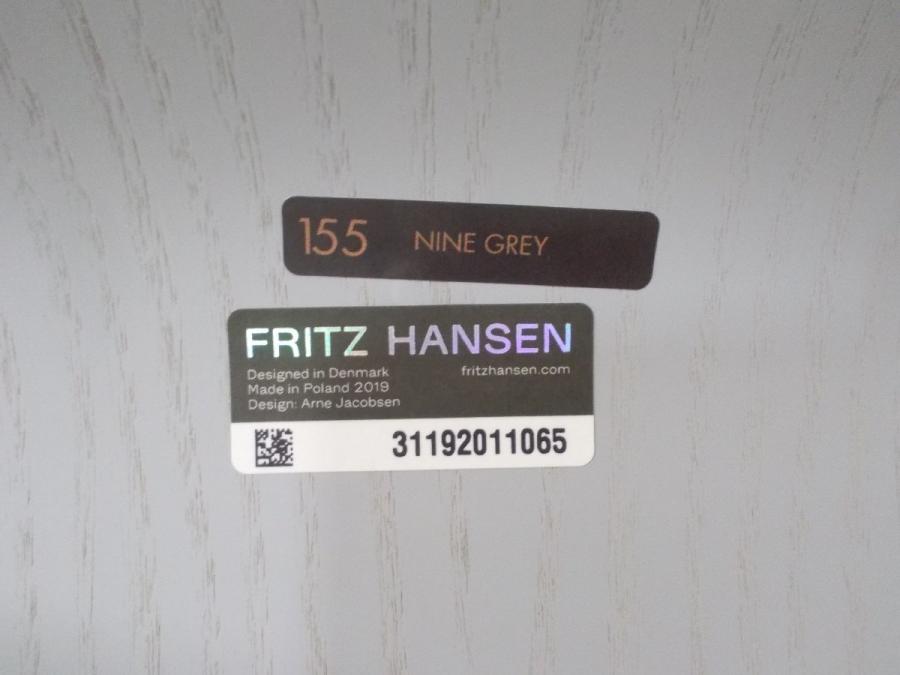 155 NINE GREY
FRITZ HANSEN
Designed in Denmark fritzhansen.com
Made in Poland 2019
Design: Arne Jacobsen
31192011065